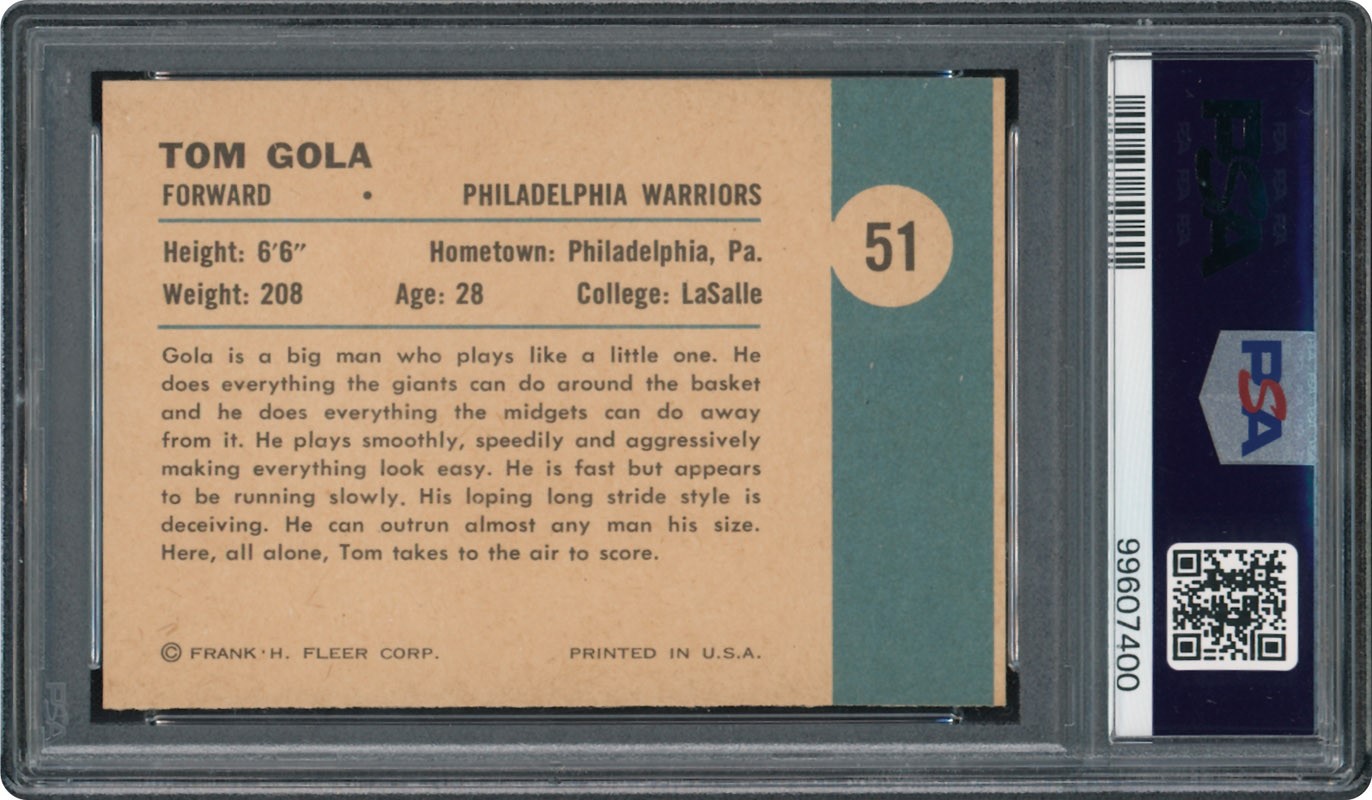 TOM GOLA
FORWARD • PHILADELPHIA WARRIORS
Height: 6′6″ Hometown: Philadelphia, Pa.
Weight: 208 Age: 28 College: LaSalle
51
Gola is a big man who plays like a little one. He
does everything the giants can do around the basket
and he does everything the midgets can do away
from it. He plays smoothly, speedily and aggressively
making everything look easy. He is fast but appears
to be running slowly. His loping long stride style is
deceiving. He can outrun almost any man his size.
Here, all alone, Tom takes to the air to score.
© FRANK·H. FLEER CORP. PRINTED IN U.S.A.
99607400
PSA
PSA
PSA